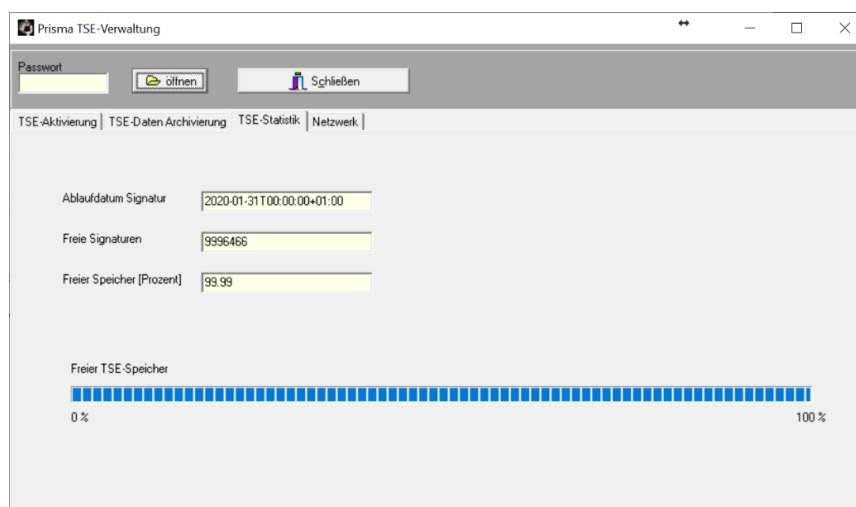 Prisma TSE-Verwaltung
Passwort
öffnen
Schließen
TSE-Aktivierung
TSE-Daten Archivierung
TSE-Statistik
Netzwerk
Ablaufdatum Signatur
2020-01-31T00:00:00+01:00
Freie Signaturen
9996466
Freier Speicher [Prozent]
99.99
Freier TSE-Speicher
0 %
100 %